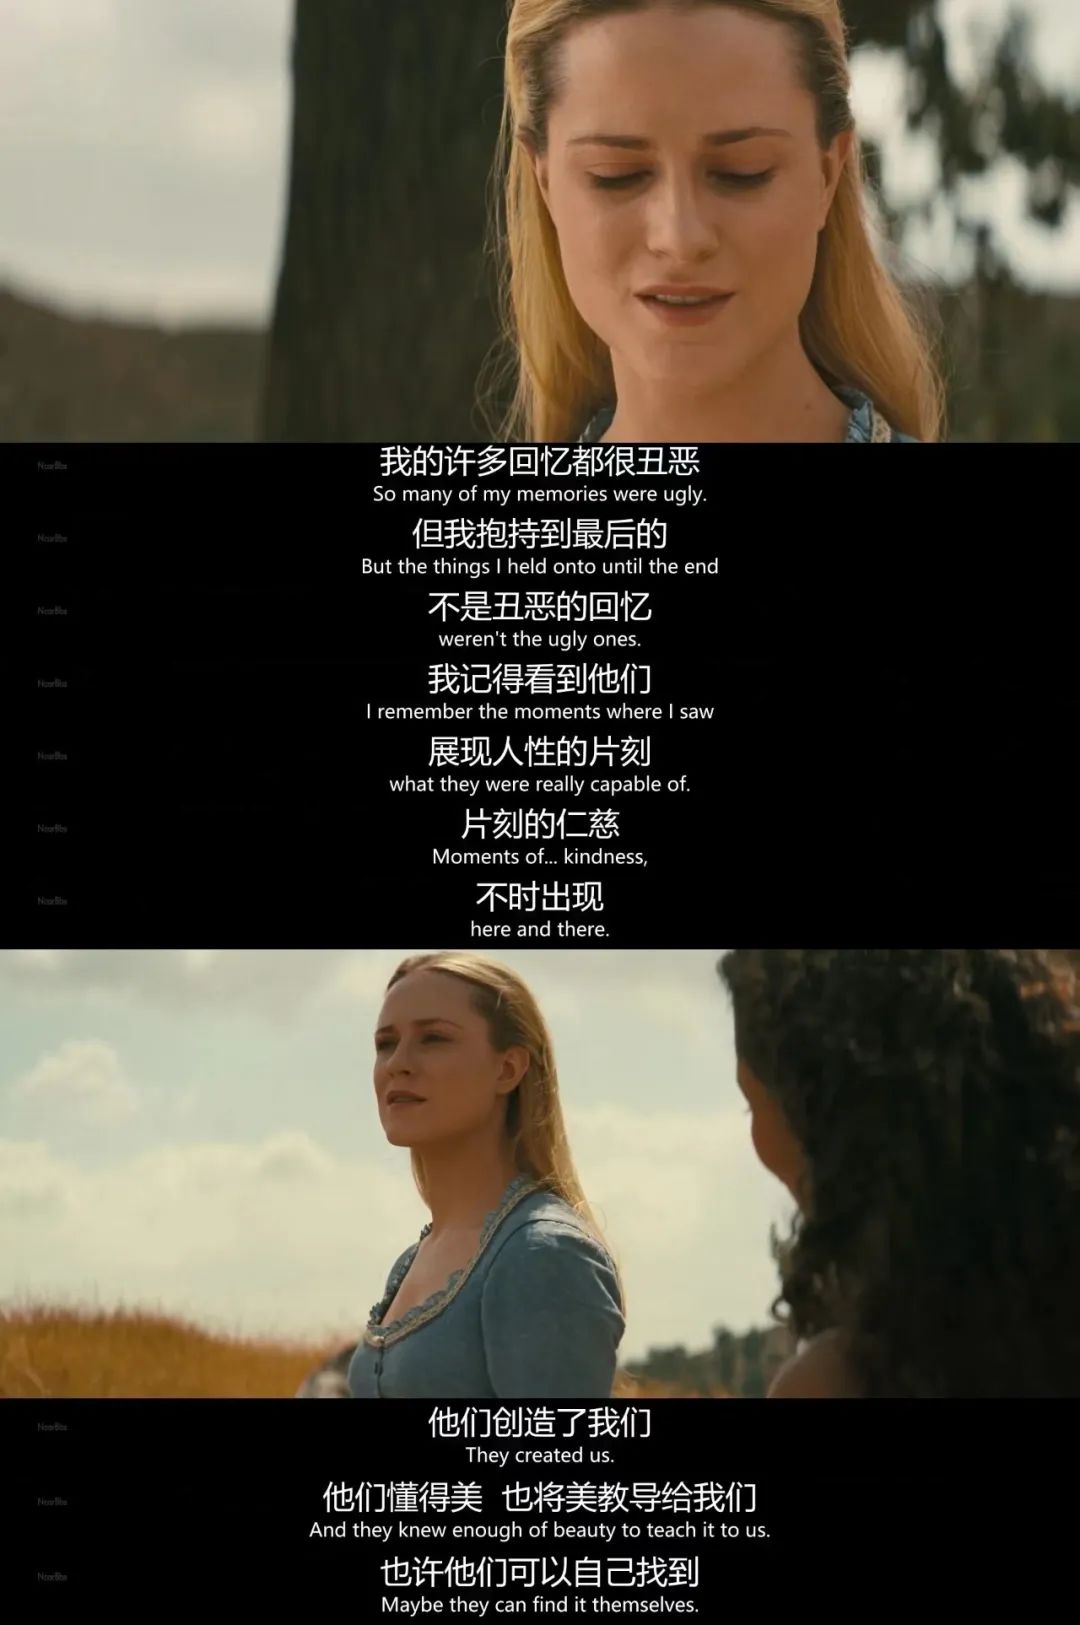 我的许多回忆都很丑恶
So many of my memories were ugly.
但我抱持到最后的
But the things I held onto until the end
不是丑恶的回忆
weren't the ugly ones.
我记得看到他们
I remember the moments where I saw
展现人性的片刻
what they were really capable of.
片刻的仁慈
Moments of... kindness,
不时出现
here and there.
他们创造了我们
They created us.
他们懂得美 也将美教导给我们
And they knew enough of beauty to teach it to us.
也许他们可以自己找到
Maybe they can find it themselves.